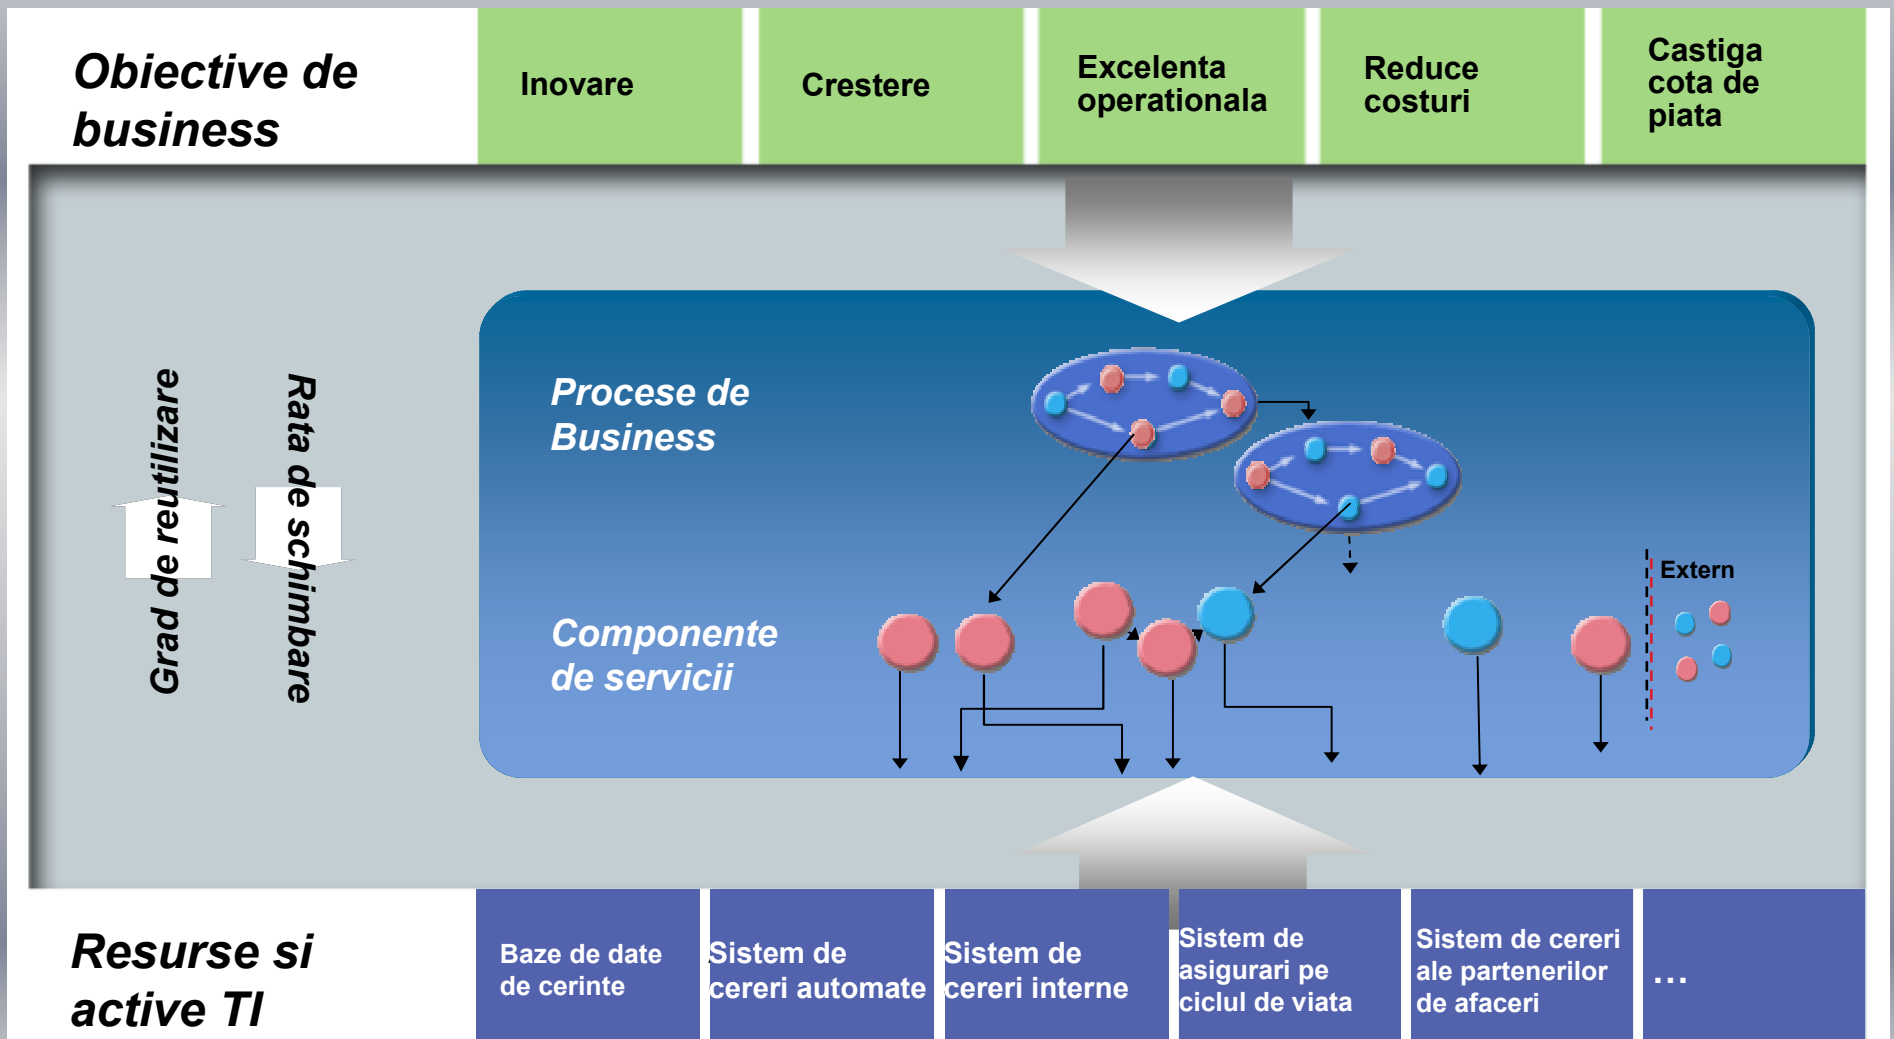 Obiective de
business
Inovare
Crestere
Excelenta
operationala
Reduce
costuri
Castiga
cota de
piata
Grad de reutilizare
Rata de schimbare
Procese de
Business
Componente
de servicii
Extern
Resurse si
active TI
Baze de date
de cerinte
Sistem de
cereri automate
Sistem de
cereri interne
Sistem de
asigurari pe
ciclul de viata
Sistem de cereri
ale partenerilor
de afaceri
...